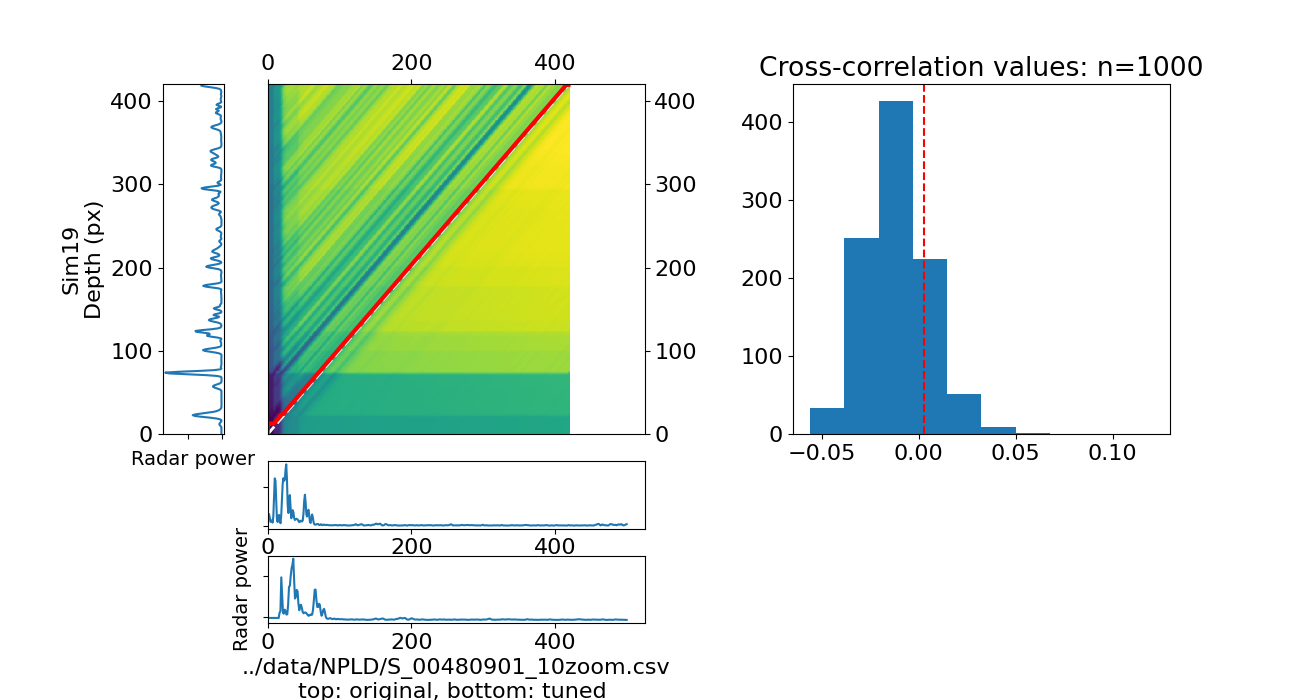 0 200 400
Cross-correlation values: n=1000
400
300
200
100
0
Sim19
Depth (px)
Radar power
400
300
200
100
0
400
300
200
100
0
−0.05 0.00 0.05 0.10
0 200 400
Radar power
0 200 400
../data/NPLD/S_00480901_10zoom.csv
top: original, bottom: tuned